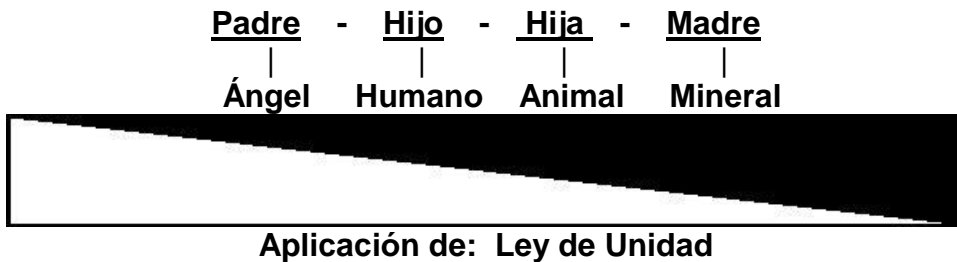 Padre - Hijo - Hija - Madre
| | | |
Ángel Humano Animal Mineral
Aplicación de: Ley de Unidad